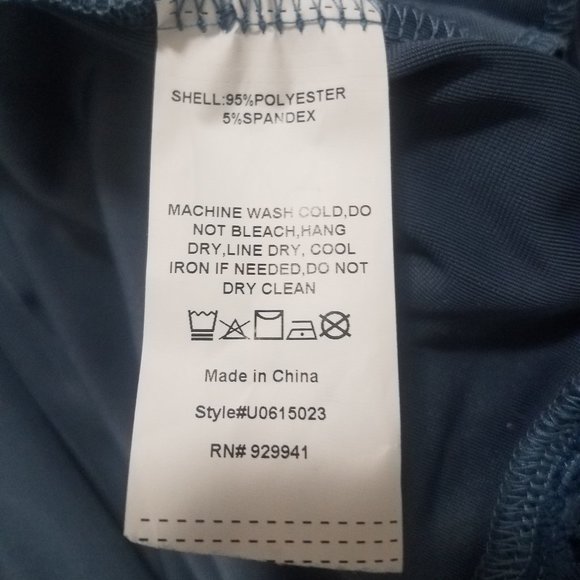 SHELL:95%POLYESTER
5%SPANDEX
MACHINE WASH COLD,DO
NOT BLEACH,HANG
DRY,LINE DRY, COOL
IRON IF NEEDED,DO NOT
DRY CLEAN
Made in China
Style#U0615023
RN# 929941